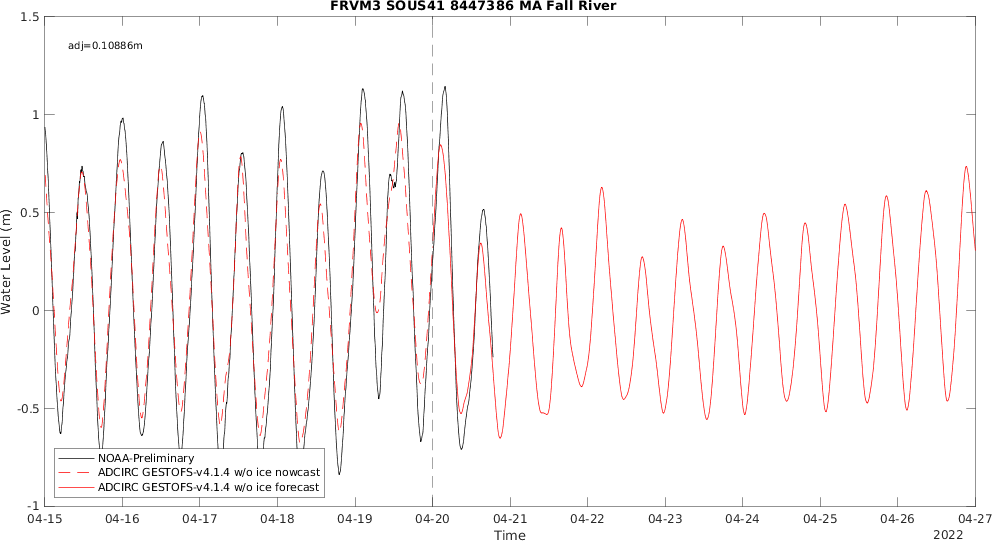 FRVM3 SOUS41 8447386 MA Fall River
adj=0.10886m
Water Level (m)
1.5
1
0.5
0
-0.5
-1
NOAA-Preliminary
ADCIRC GESTOFS-v4.1.4 w/o ice nowcast
ADCIRC GESTOFS-v4.1.4 w/o ice forecast
04-15 04-16 04-17 04-18 04-19 04-20 04-21 04-22 04-23 04-24 04-25 04-26 04-27
Time
2022